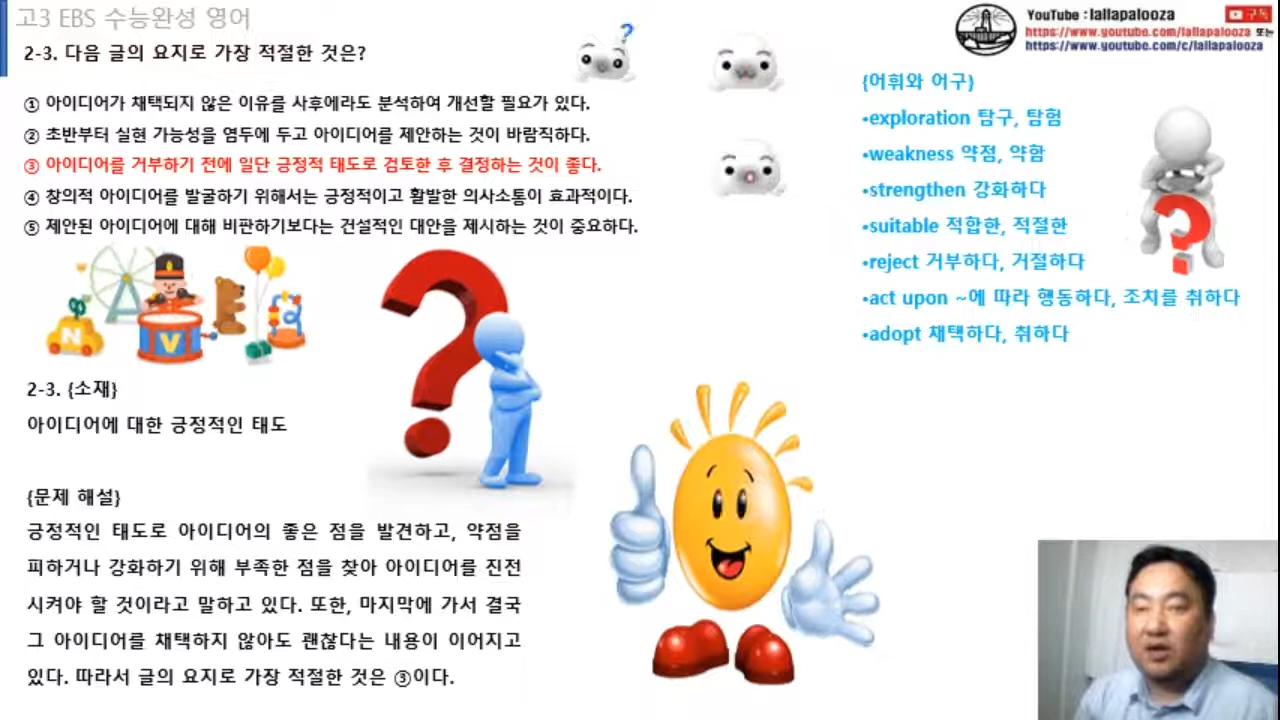 고3 EBS 수능완성 영어
YouTube : lallapalooza
구독
https://www.youtube.com/lallapalooza 또는
https://www.youtube.com/c/lallapalooza
2-3. 다음 글의 요지로 가장 적절한 것은?
?
① 아이디어가 채택되지 않은 이유를 사후에라도 분석하여 개선할 필요가 있다.
② 초반부터 실현 가능성을 염두에 두고 아이디어를 제안하는 것이 바람직하다.
③ 아이디어를 거부하기 전에 일단 긍정적 태도로 검토한 후 결정하는 것이 좋다.
④ 창의적 아이디어를 발굴하기 위해서는 긍정적이고 활발한 의사소통이 효과적이다.
⑤ 제안된 아이디어에 대해 비판하기보다는 건설적인 대안을 제시하는 것이 중요하다.
{어휘와 어구}
•exploration 탐구, 탐험
•weakness 약점, 약함
•strengthen 강화하다
•suitable 적합한, 적절한
•reject 거부하다, 거절하다
•act upon ~에 따라 행동하다, 조치를 취하다
•adopt 채택하다, 취하다
N V E R
2-3. {소재}
아이디어에 대한 긍정적인 태도
{문제 해설}
긍정적인 태도로 아이디어의 좋은 점을 발견하고, 약점을
피하거나 강화하기 위해 부족한 점을 찾아 아이디어를 진전
시켜야 할 것이라고 말하고 있다. 또한, 마지막에 가서 결국
그 아이디어를 채택하지 않아도 괜찮다는 내용이 이어지고
있다. 따라서 글의 요지로 가장 적절한 것은 ③이다.